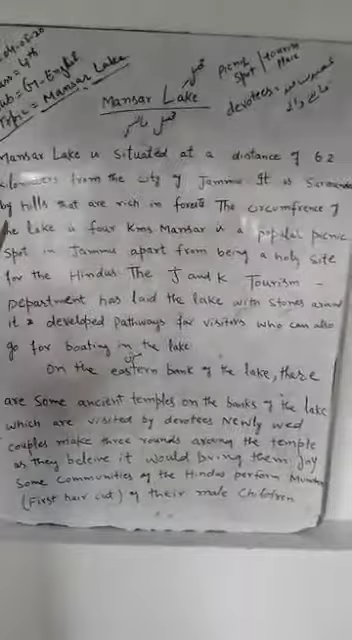 04.05.20
Class = 4th
Sub = G.English
Topic = Mansar Lake
Picnic Spot / tourism Place
devotees =
Mansar Lake
Mansar Lake is situated at a distance of 62
kilometers from the city of Jammu. It is Surrounded
by hills that are rich in forest The circumfrence of
the lake is four Kms. Mansar is a popular picnic
Spot in Jammu apart from being a holy site
for the Hindus The J and K Tourism -
Department has laid the lake with stones around
it & developed pathways for visitors who can also
go for boating in the lake
On the eastern bank of the lake, there
are some ancient temples on the banks of the lake
which are visited by devotees Newly wed
couples make three rounds around the temple
as they beleive it would bring them joy
Some communities of the Hindus perform
(First hair cut) of their male children